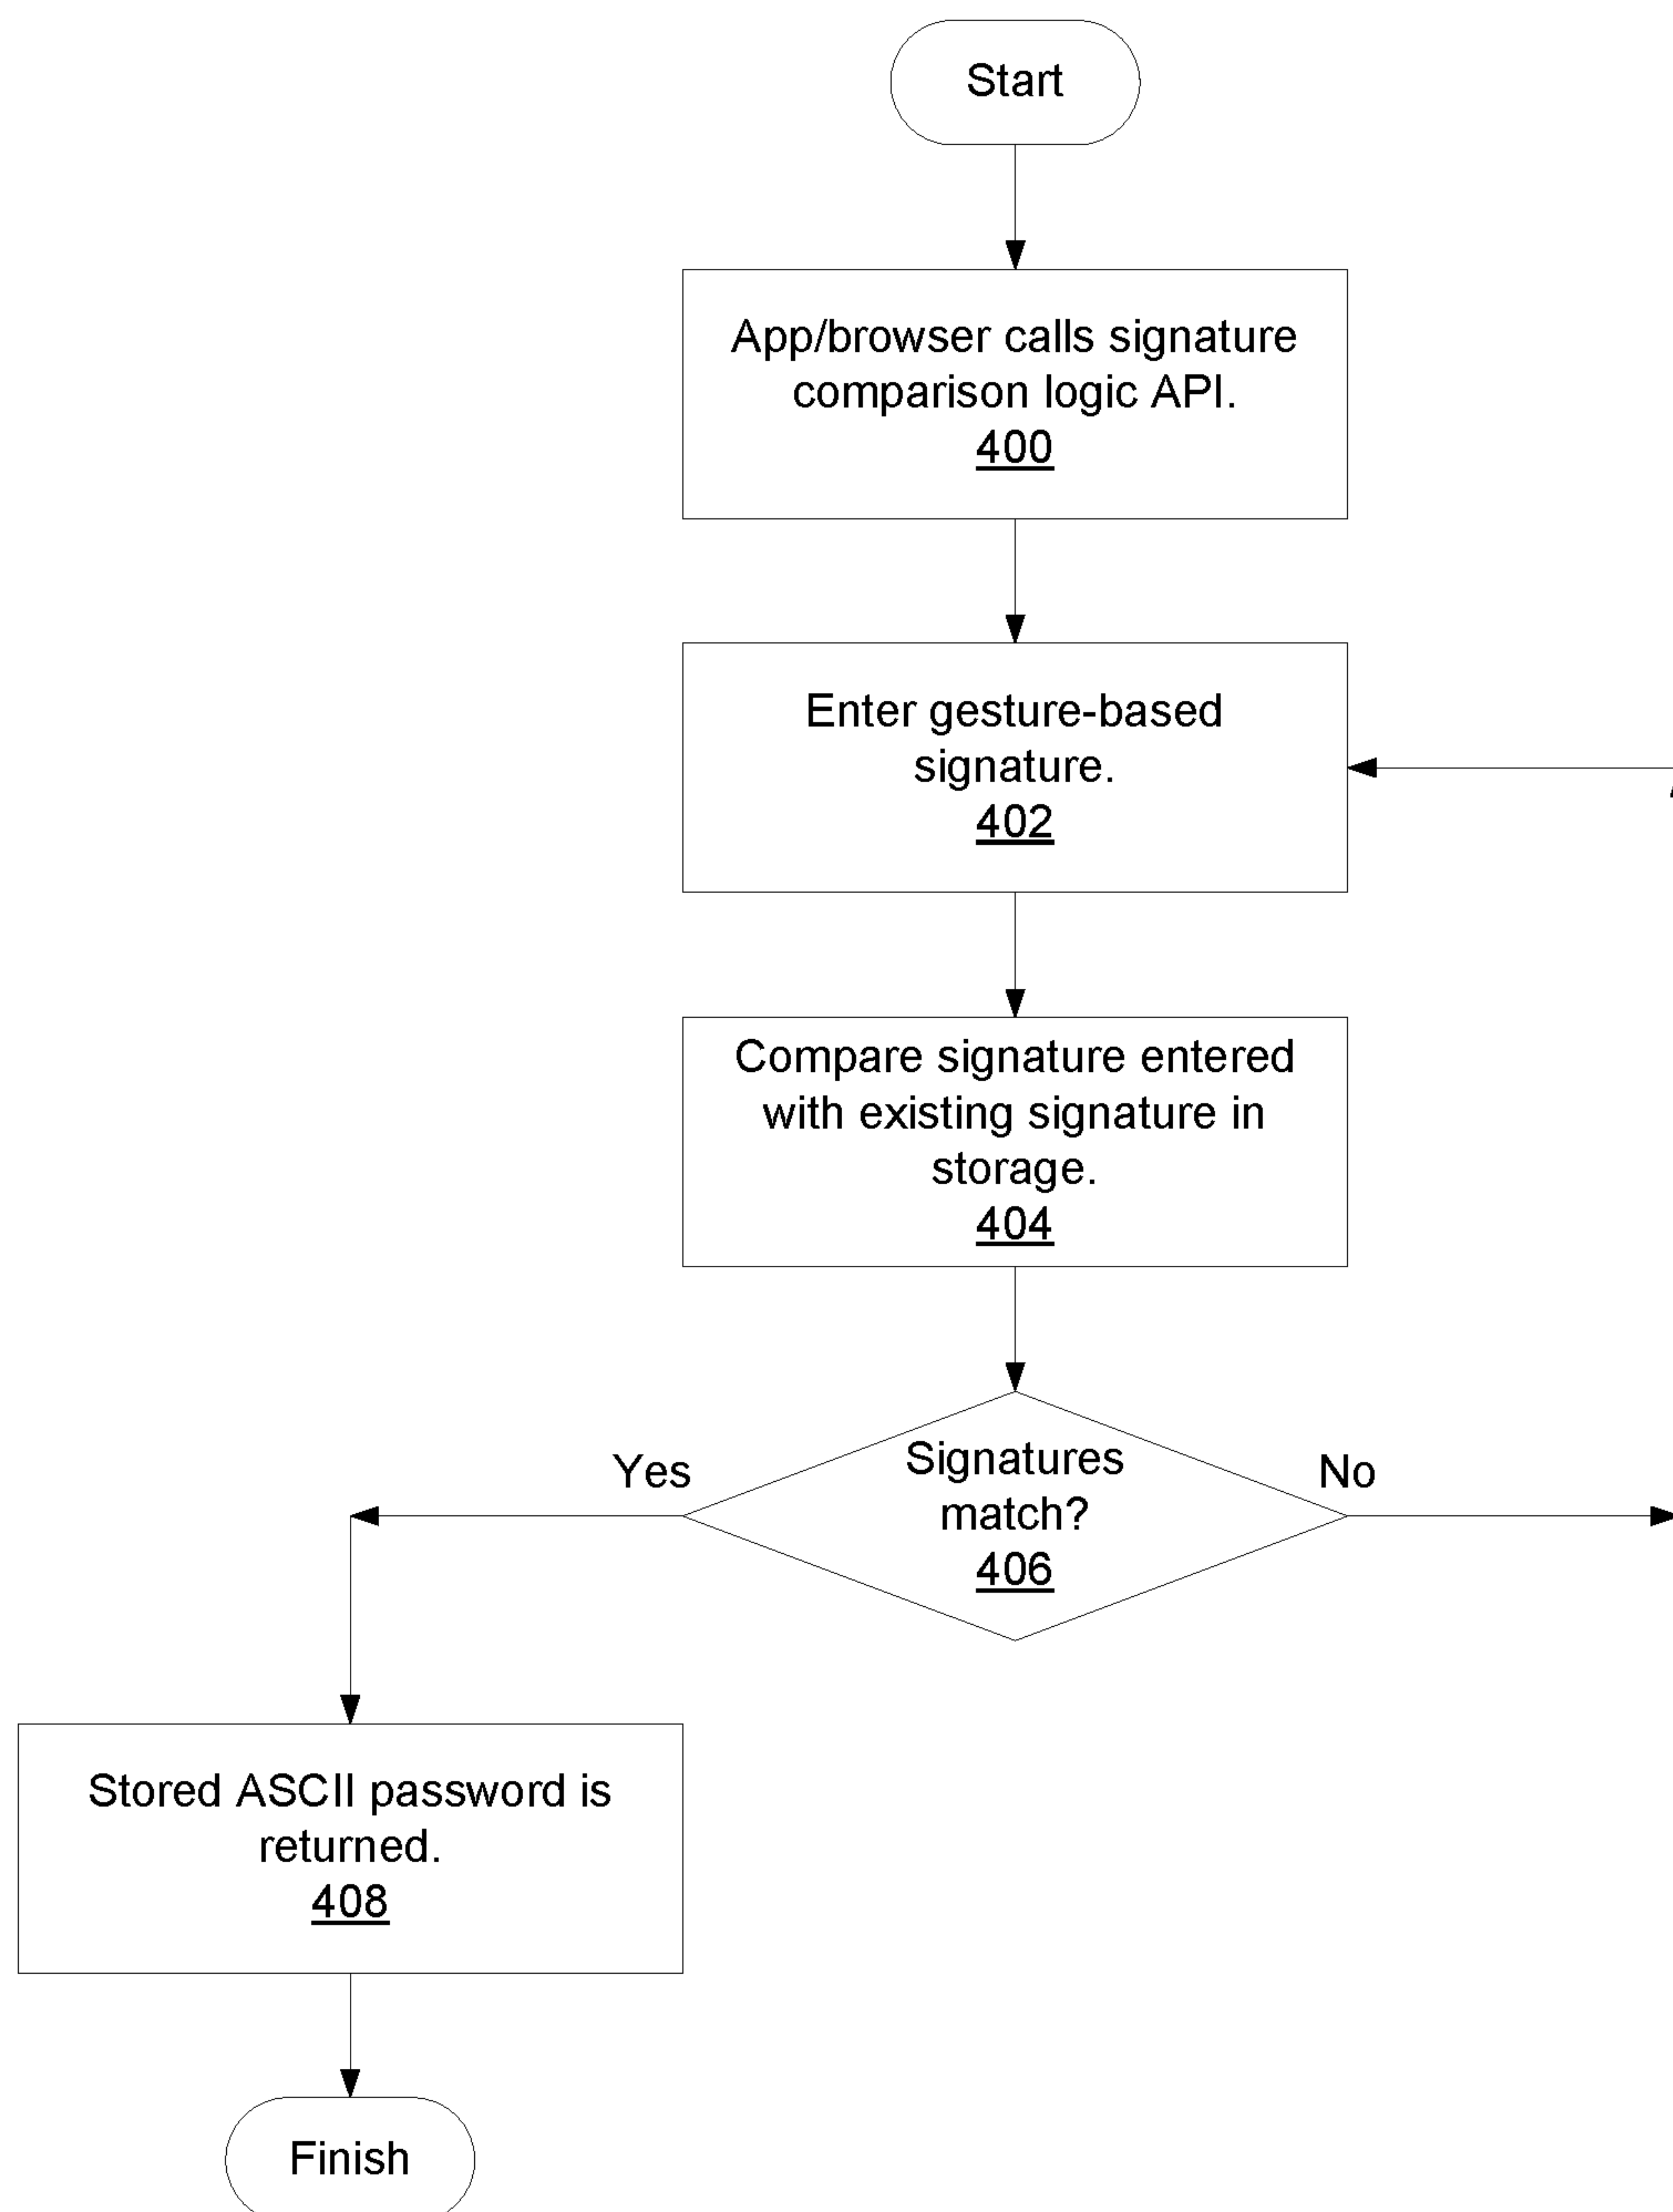 Start
App/browser calls signature
comparison logic API.
400
Enter gesture-based
signature.
402
Compare signature entered
with existing signature in
storage.
404
Yes
Signatures
match?
406
No
Stored ASCII password is
returned.
408
Finish